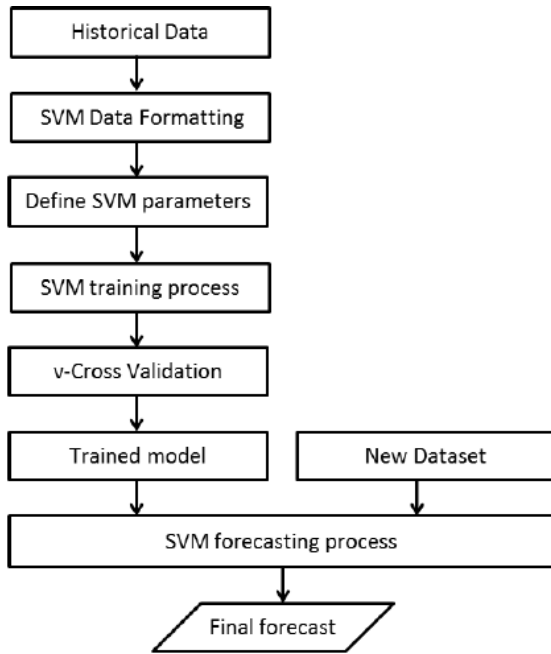 Historical Data
SVM Data Formatting
Define SVM parameters
SVM training process
v-Cross Validation
Trained model
New Dataset
SVM forecasting process
Final forecast